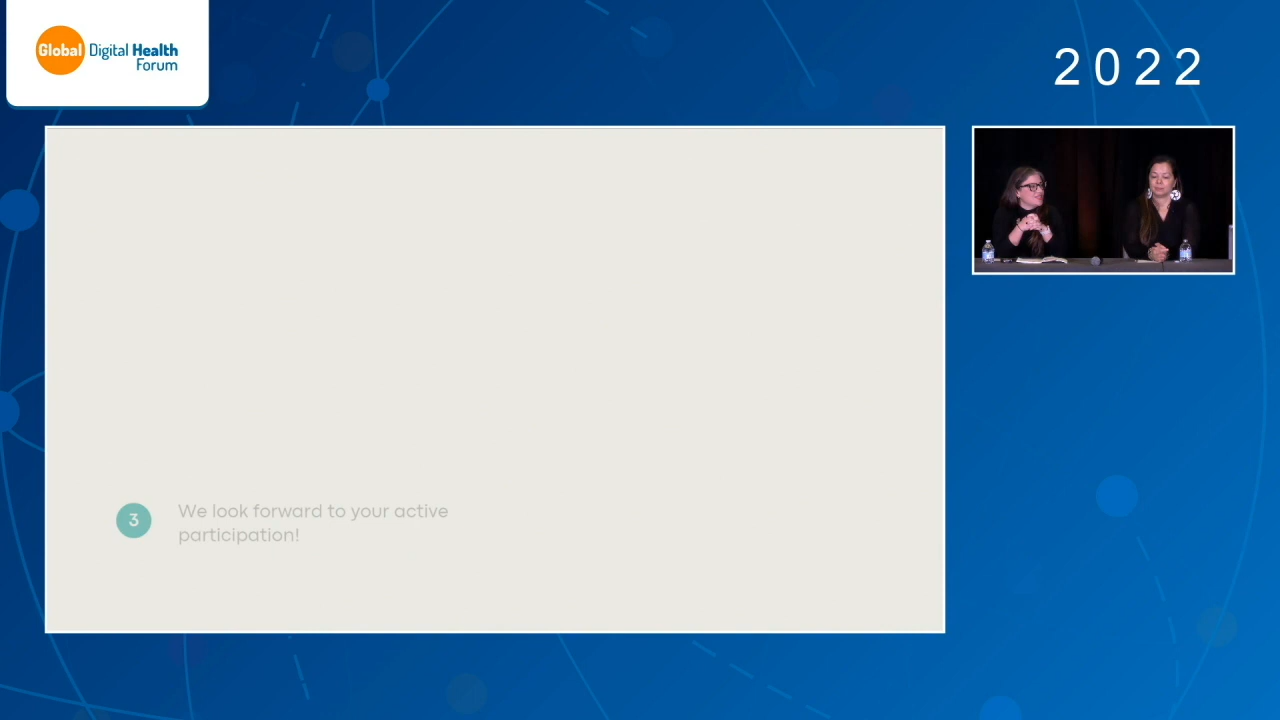 Global Digital Health
Forum
2022
3 We look forward to your active
participation!